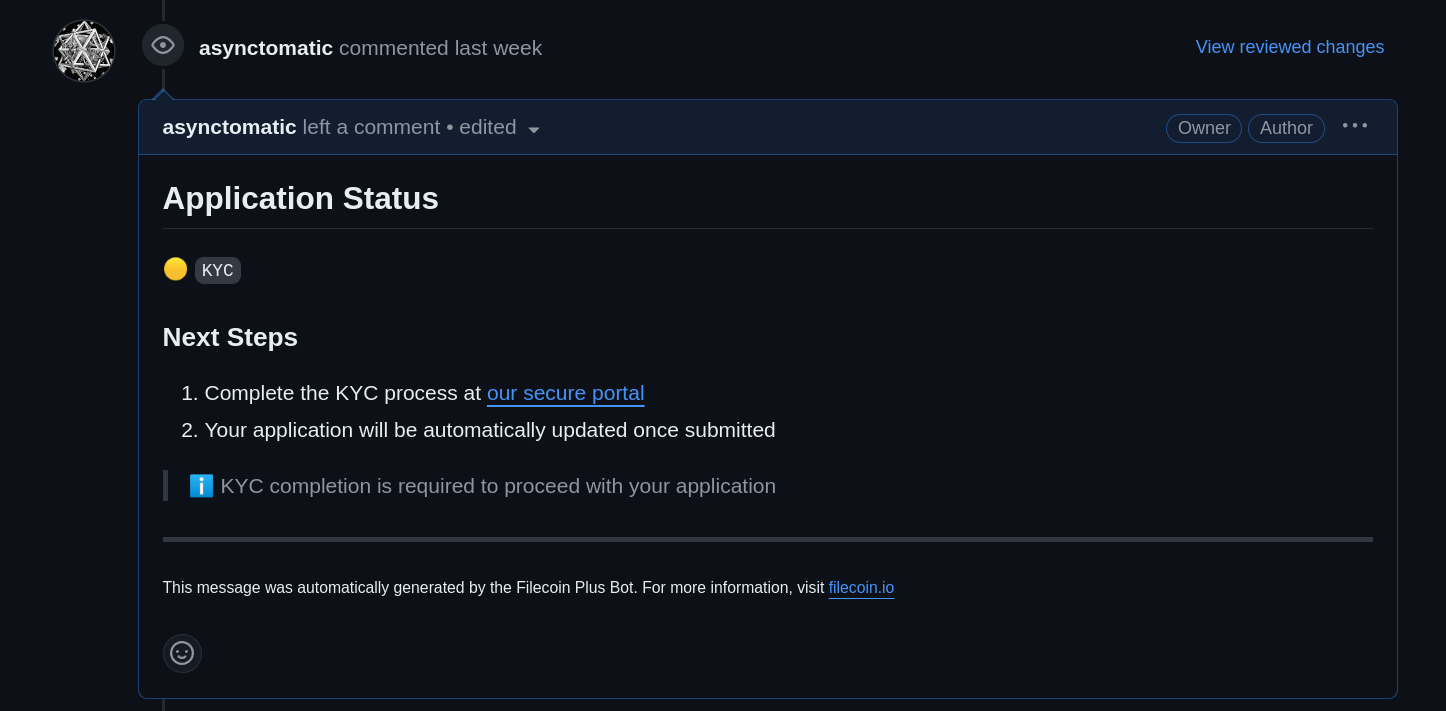 asynctomatic commented last week
View reviewed changes
asynctomatic left a comment • edited
Owner
Author
Application Status
KYC
Next Steps
1. Complete the KYC process at our secure portal
2. Your application will be automatically updated once submitted
ℹ️ KYC completion is required to proceed with your application
This message was automatically generated by the Filecoin Plus Bot. For more information, visit filecoin.io